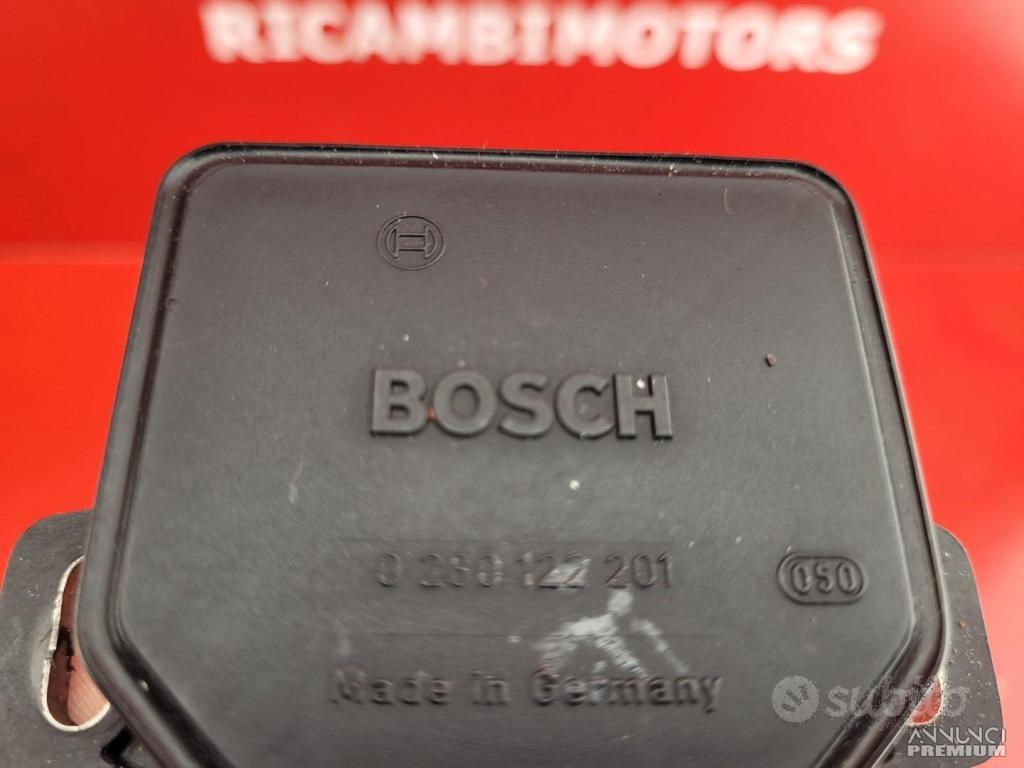 RICAMBIMOTORS
BOSCH
0 280 122 201
050
Made in Germany
subito
ANNUNCI
PREMIUM